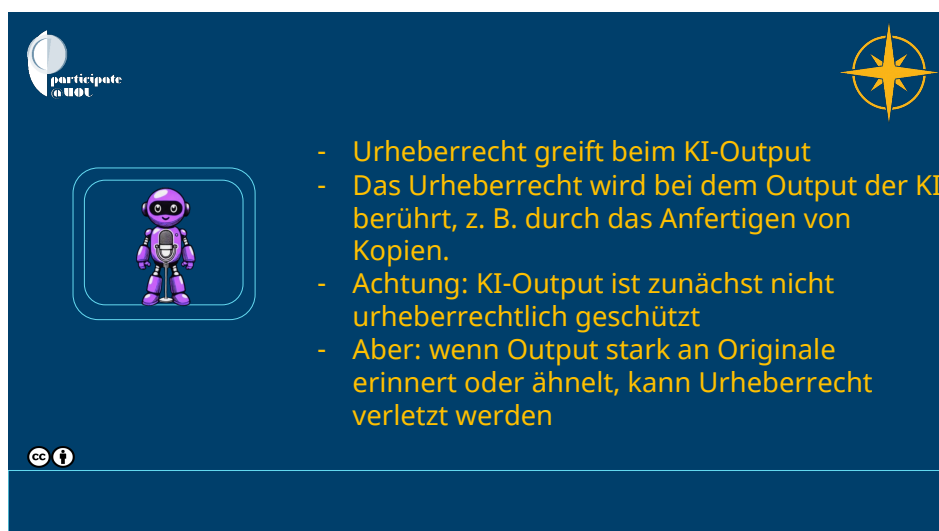 participate
@UOL
- Urheberrecht greift beim KI-Output
- Das Urheberrecht wird bei dem Output der KI
berührt, z. B. durch das Anfertigen von
Kopien.
- Achtung: KI-Output ist zunächst nicht
urheberrechtlich geschützt
- Aber: wenn Output stark an Originale
erinnert oder ähnelt, kann Urheberrecht
verletzt werden
cc